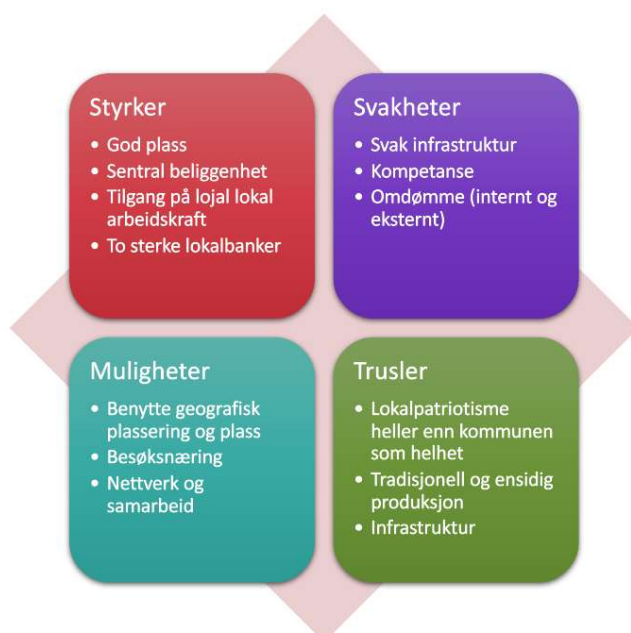 Styrker
• God plass
• Sentral beliggenhet
• Tilgang på lojal lokal
arbeidskraft
• To sterke lokalbanker
Svakheter
• Svak infrastruktur
• Kompetanse
• Omdømme (internt og
eksternt)
Muligheter
• Benytte geografisk
plassering og plass
• Besøksnæring
• Nettverk og
samarbeid
Trusler
• Lokalpatriotisme
heller enn kommunen
som helhet
• Tradisjonell og ensidig
produksjon
• Infrastruktur